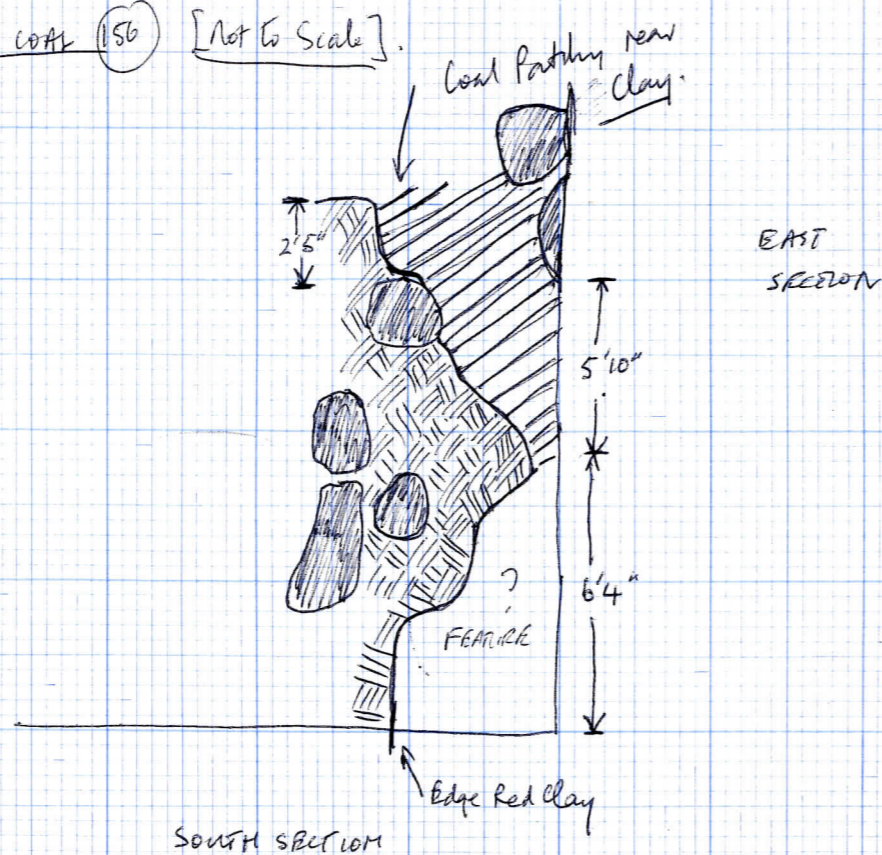 COAL 156 [Not to Scale].
Coal Patchy near
Clay.
2'5"
EAST
SECTION
5'10"
6'4"
?
FEATURE
Edge Red Clay
SOUTH SECTION